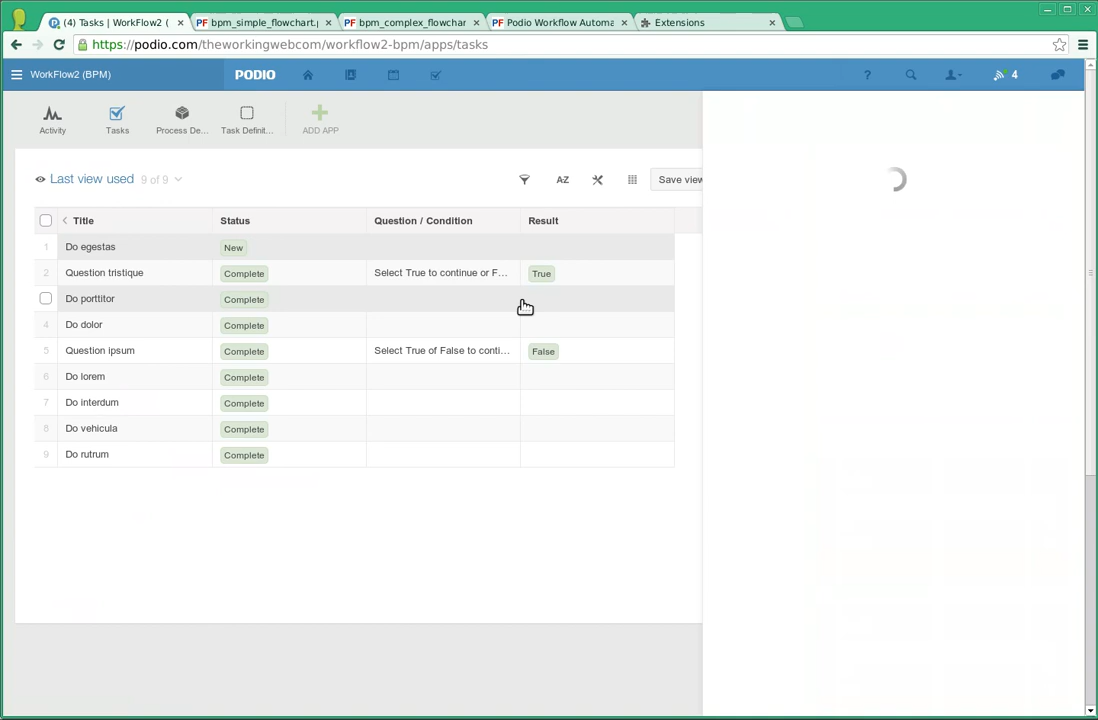 (4) Tasks | WorkFlow2 (
bpm_simple_flowchart.
bpm_complex_flowchar
Podio Workflow Automa
Extensions
https://podio.com/theworkingwebcom/workflow2-bpm/apps/tasks
WorkFlow2 (BPM)
PODIO
?
4
Activity
Tasks
Process De...
Task Definit...
ADD APP
Last view used 9 of 9
AZ
Save view
Title Status Question / Condition Result
1 Do egestas New
2 Question tristique Complete Select True to continue or F... True
Do porttitor Complete
4 Do dolor Complete
5 Question ipsum Complete Select True of False to conti... False
6 Do lorem Complete
7 Do interdum Complete
8 Do vehicula Complete
9 Do rutrum Complete